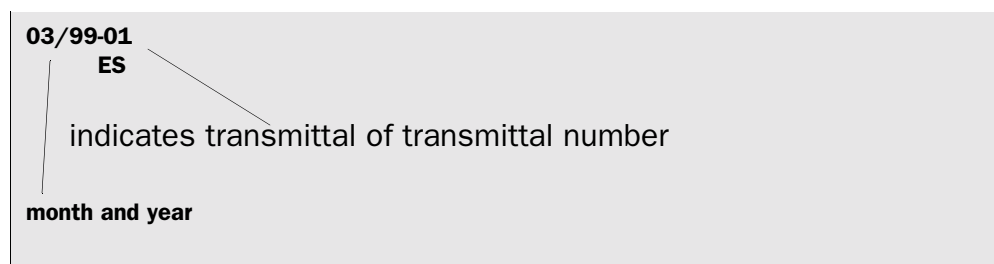 03/99-01
ES
indicates transmittal of transmittal number
month and year